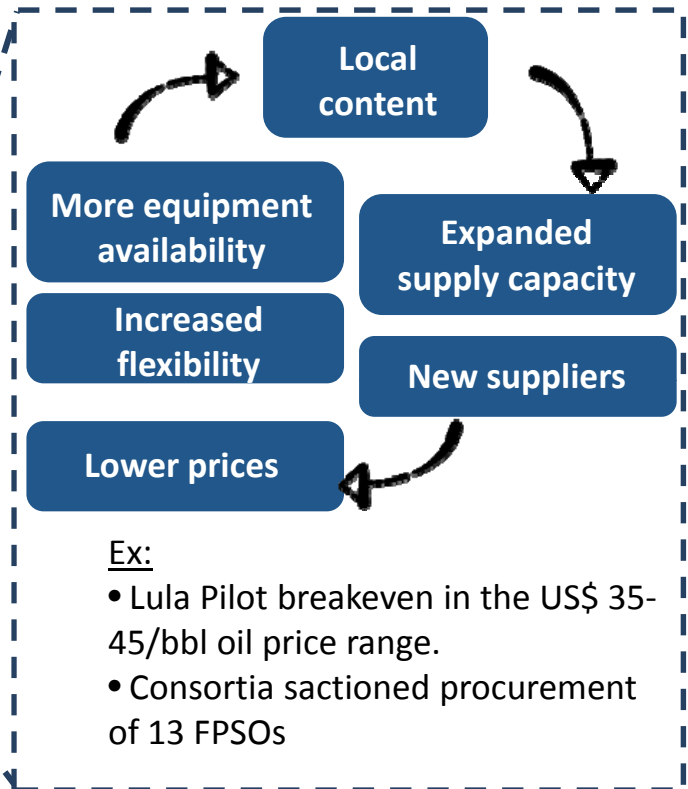 Local
content
More equipment
availability
Expanded
supply capacity
Increased
flexibility
New suppliers
Lower prices
Ex:
• Lula Pilot breakeven in the US$ 35-
45/bbl oil price range.
• Consortia sactioned procurement
of 13 FPSOs